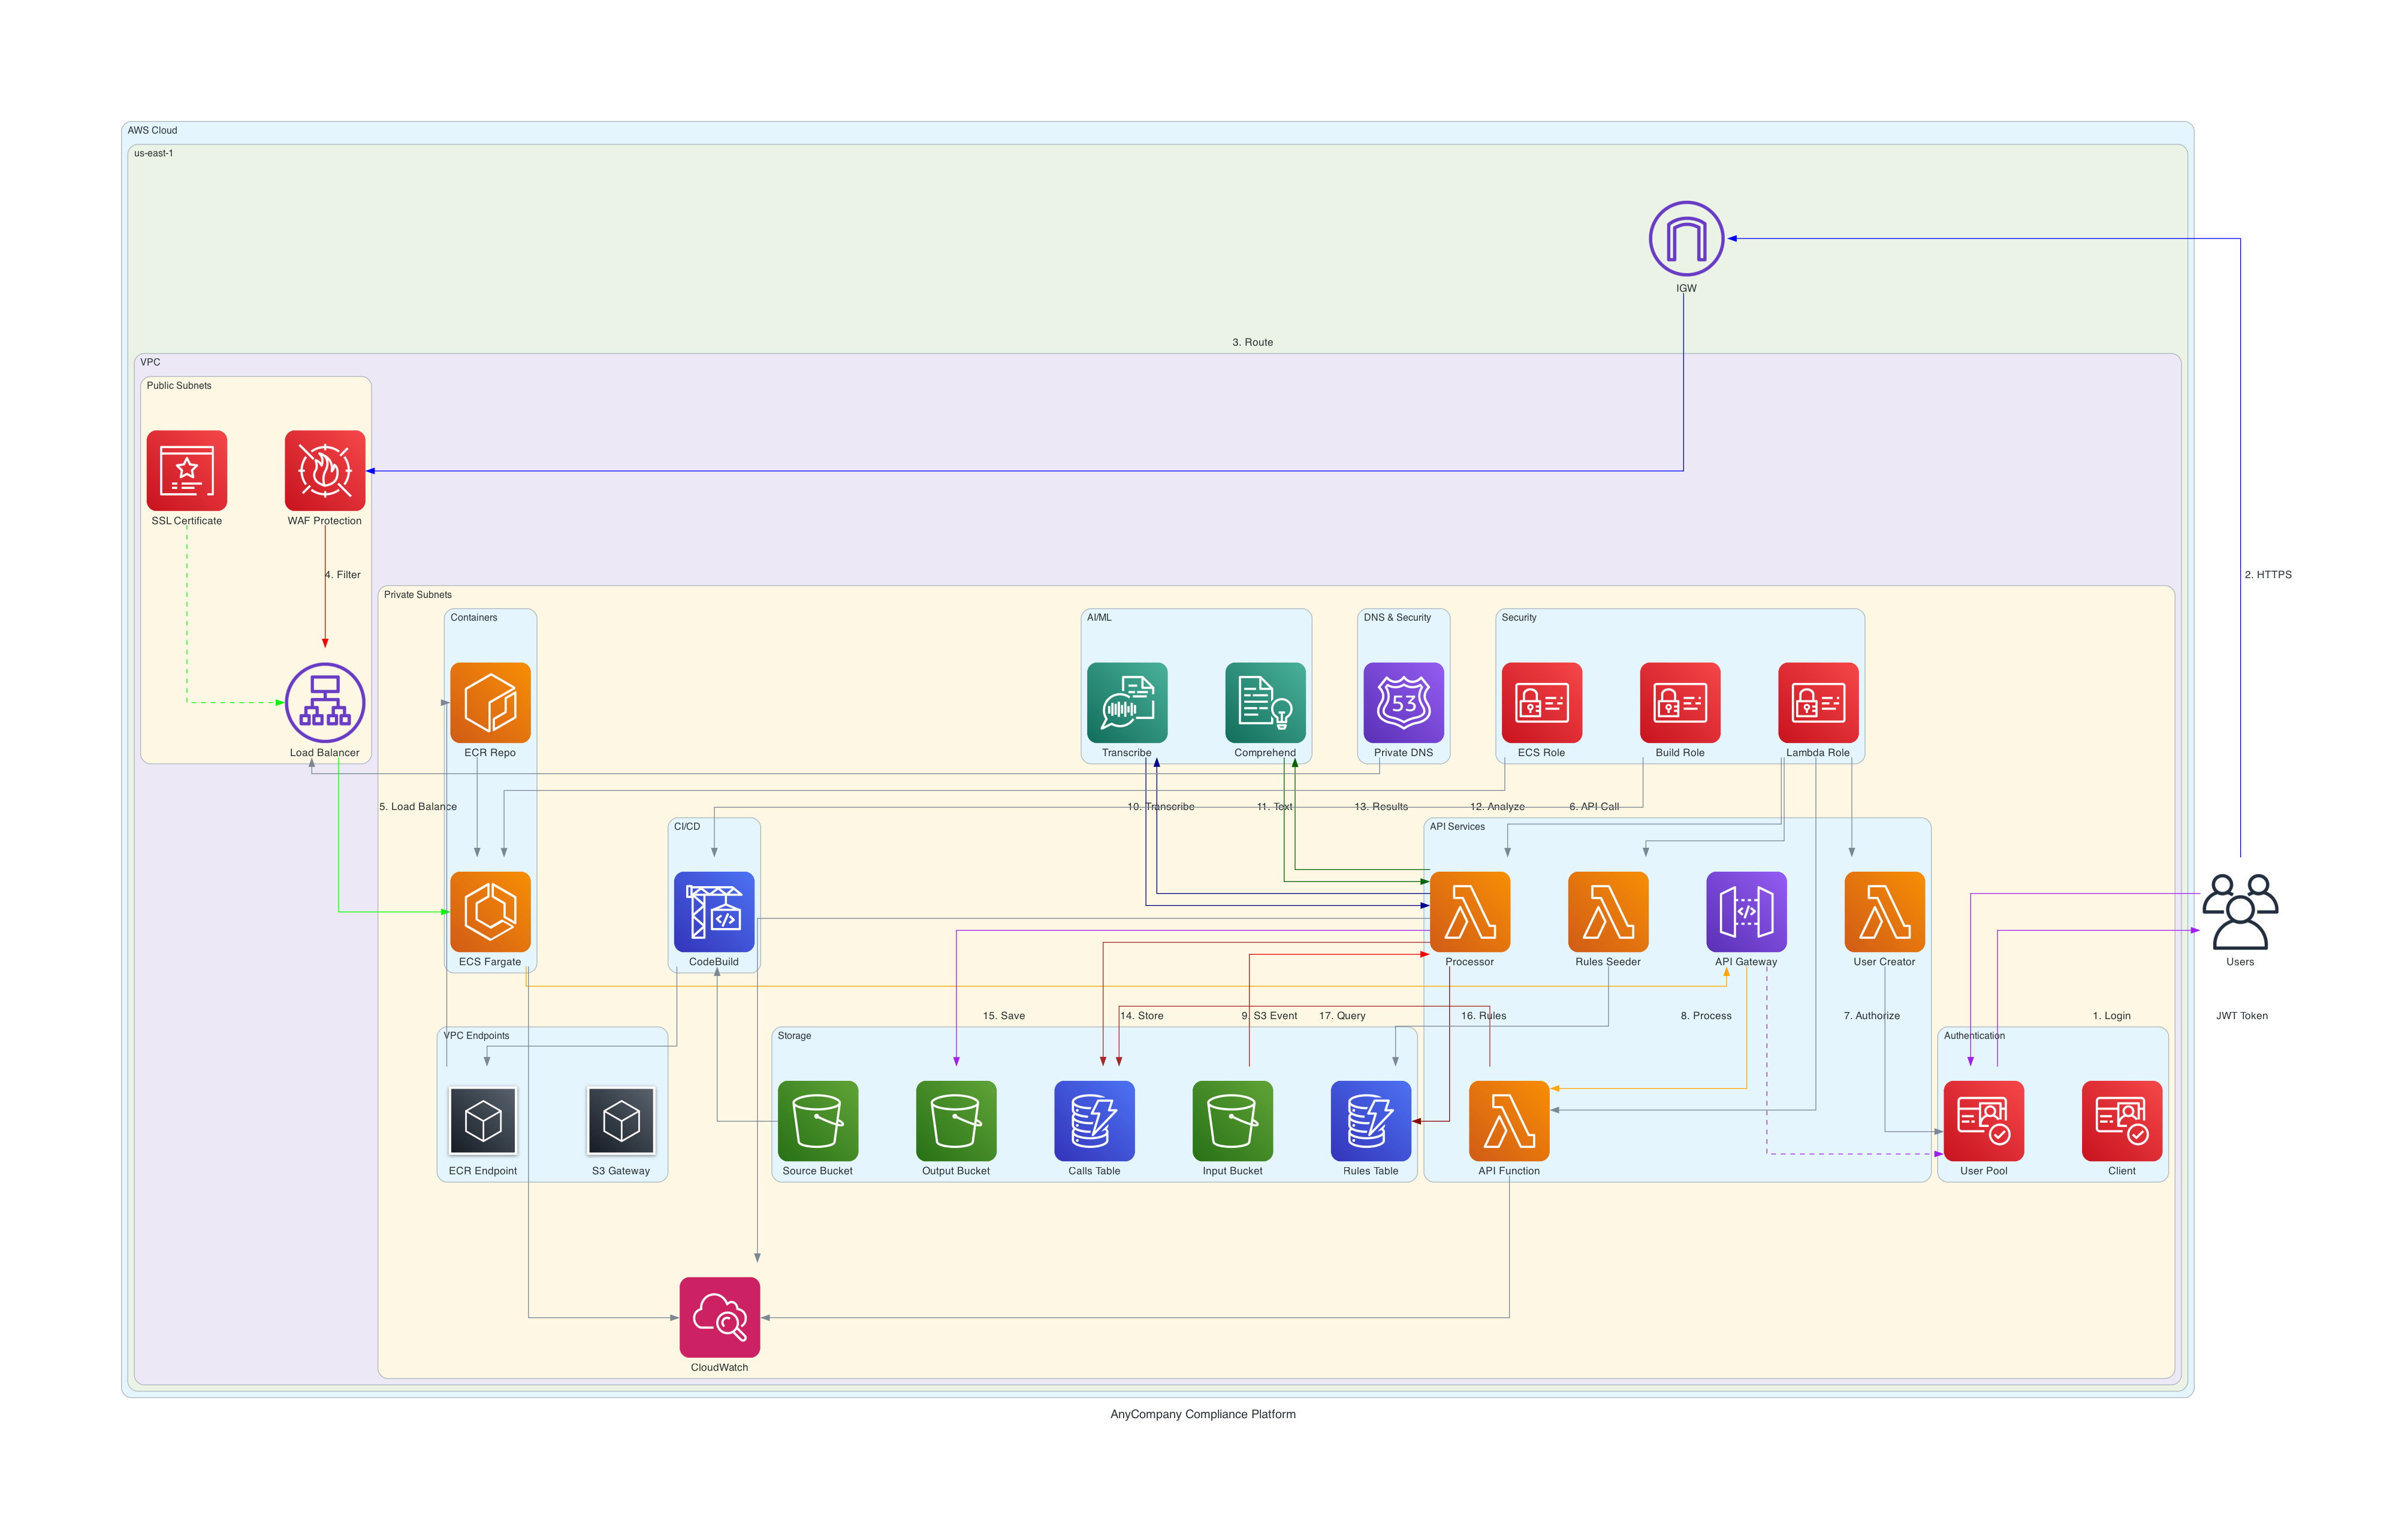 AWS Cloud
us-east-1
IGW
3. Route
VPC
Public Subnets
SSL Certificate
WAF Protection
4. Filter
2. HTTPS
Private Subnets
Containers
AI/ML
DNS & Security
Security
53
Load Balancer
ECR Repo
Transcribe
Comprehend
Private DNS
ECS Role
Build Role
Lambda Role
5. Load Balance
10. Transcribe
11. Text
13. Results
12. Analyze
6. API Call
CI/CD
API Services
ECS Fargate
CodeBuild
Processor
Rules Seeder
API Gateway
User Creator
Users
15. Save
14. Store
9. S3 Event
17. Query
16. Rules
8. Process
7. Authorize
1. Login
JWT Token
VPC Endpoints
Storage
Authentication
ECR Endpoint
S3 Gateway
Source Bucket
Output Bucket
Calls Table
Input Bucket
Rules Table
API Function
User Pool
Client
CloudWatch
AnyCompany Compliance Platform